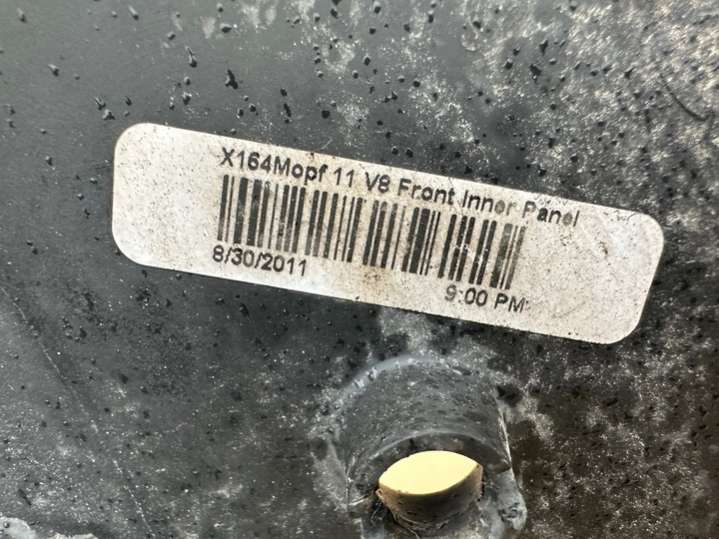 X164Mopf 11 V8 Front Inner Panel
8/30/2011
9:00 PM